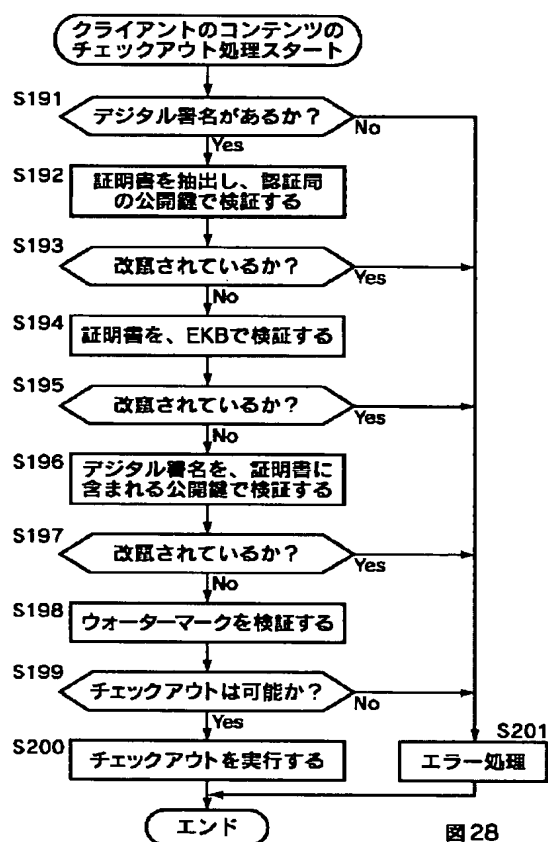 クライアントのコンテンツの
チェックアウト処理スタート
S191
デジタル署名があるか?
No
Yes
S192
証明書を抽出し、認証局
の公開鍵で検証する
S193
改竄されているか?
Yes
No
S194
証明書を、EKBで検証する
S195
改竄されているか?
Yes
No
S196
デジタル署名を、証明書に
含まれる公開鍵で検証する
S197
改竄されているか?
Yes
No
S198
ウォーターマークを検証する
S199
チェックアウトは可能か?
No
Yes
S200
チェックアウトを実行する
S201
エラー処理
エンド
図28